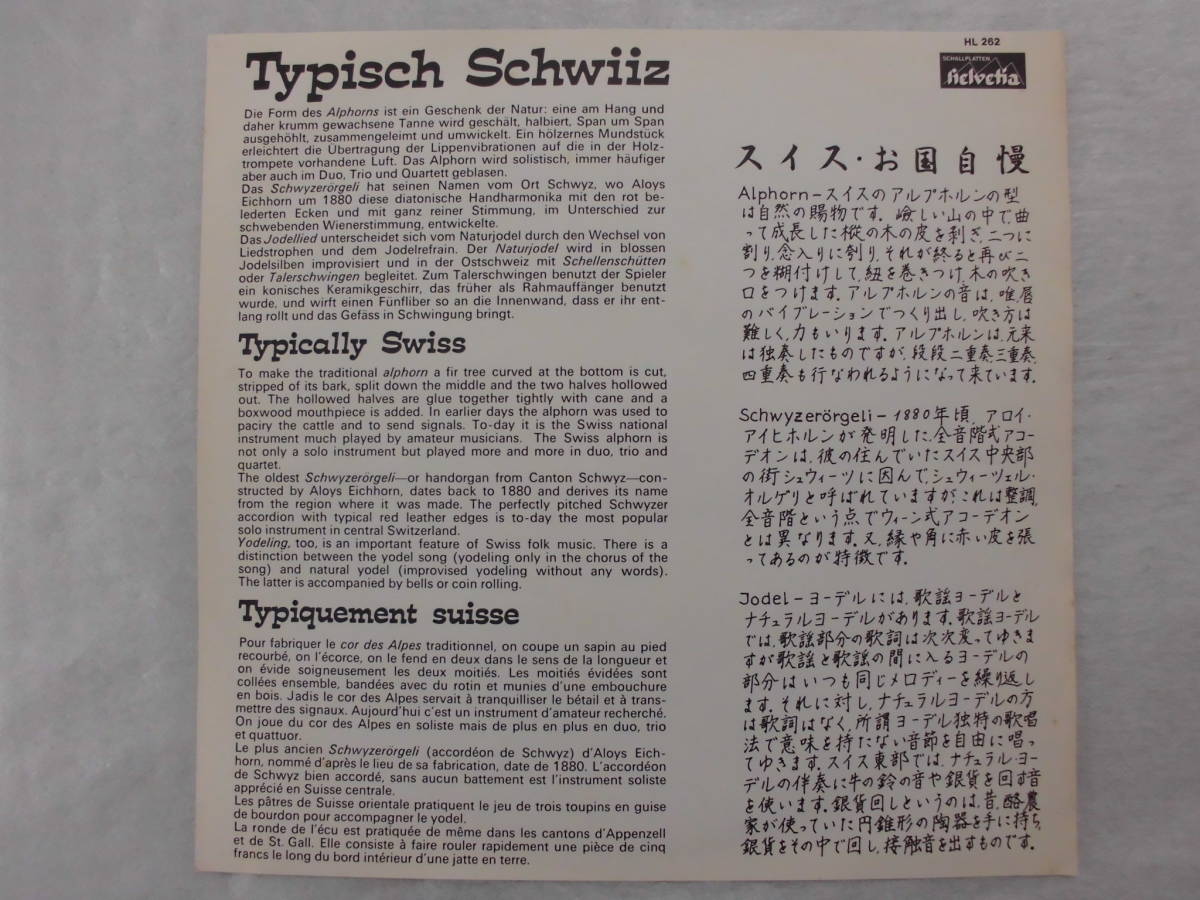 Typisch Schwiiz
Die Form des Alphorns ist ein Geschenk der Natur: eine am Hang und
daher krumm gewachsene Tanne wird geschält, halbiert, Span um Span
ausgehöhlt, zusammengeleimt und umwickelt. Ein hölzernes Mundstück
erleichtert die Übertragung der Lippenvibrationen auf die in der Holz-
trompete vorhandene Luft. Das Alphorn wird solistisch, immer häufiger
aber auch im Duo, Trio und Quartett geblasen.
Das Schwyzerörgeli hat seinen Namen vom Ort Schwyz, wo Aloys
Eichhorn um 1880 diese diatonische Handharmonika mit den rot be-
lederten Ecken und mit ganz reiner Stimmung, im Unterschied zur
schwebenden Wienerstimmung, entwickelte.
Das Jodellied unterscheidet sich vom Naturjodel durch den Wechsel von
Liedstrophen und dem Jodelrefrain. Der Naturjodel wird in blossen
Jodelsilben improvisiert und in der Ostschweiz mit Schellenschütten
oder Talerschwingen begleitet. Zum Talerschwingen benutzt der Spieler
ein konisches Keramikgeschirr, das früher als Rahmauffänger benutzt
wurde, und wirft einen Fünfliber so an die Innenwand, dass er ihr ent-
lang rollt und das Gefäss in Schwingung bringt.
Typically Swiss
To make the traditional alphorn a fir tree curved at the bottom is cut,
stripped of its bark, split down the middle and the two halves hollowed
out. The hollowed halves are glue together tightly with cane and a
boxwood mouthpiece is added. In earlier days the alphorn was used to
paciry the cattle and to send signals. To-day it is the Swiss national
instrument much played by amateur musicians. The Swiss alphorn is
not only a solo instrument but played more and more in duo, trio and
quartet.
The oldest Schwyzerörgeli—or handorgan from Canton Schwyz—con-
structed by Aloys Eichhorn, dates back to 1880 and derives its name
from the region where it was made. The perfectly pitched Schwyzer
accordion with typical red leather edges is to-day the most popular
solo instrument in central Switzerland.
Yodeling, too, is an important feature of Swiss folk music. There is a
distinction between the yodel song (yodeling only in the chorus of the
song) and natural yodel (improvised yodeling without any words).
The latter is accompanied by bells or coin rolling.
Typiquement suisse
Pour fabriquer le cor des Alpes traditionnel, on coupe un sapin au pied
recourbé, on l'écorce, on le fend en deux dans le sens de la longueur et
on évide soigneusement les deux moitiés. Les moitiés évidées sont
collées ensemble, bandées avec du rotin et munies d'une embouchure
en bois. Jadis le cor des Alpes servait à tranquilliser le bétail et à trans-
mettre des signaux. Aujourd'hui c'est un instrument d'amateur recherché.
On joue du cor des Alpes en soliste mais de plus en plus en duo, trio
et quattuor.
Le plus ancien Schwyzerörgeli (accordéon de Schwyz) d'Aloys Eich-
horn, nommé d'après le lieu de sa fabrication, date de 1880. L'accordéon
de Schwyz bien accordé, sans aucun battement est l'instrument soliste
apprécié en Suisse centrale.
Les pâtres de Suisse orientale pratiquent le jeu de trois toupins en guise
de bourdon pour accompagner le yodel.
La ronde de l'écu est pratiquée de même dans les cantons d'Appenzell
et de St. Gall. Elle consiste à faire rouler rapidement une pièce de cinq
francs le long du bord intérieur d'une jatte en terre.
HL 262
SCHALLPLATTEN
helvetia
スイス・お国自慢
Alphorn－スイスのアルプホルンの型
は自然の賜物です。嶮しい山の中で曲
って成長した樅の木の皮を剥ぎ、二つに
割り、念入りに刳り、それが終ると再び二
つを糊付けして、紐を巻きつけ、木の吹き
口をつけます。アルプホルンの音は、唯、唇
のバイブレーションでつくり出し、吹き方は
難しく、力もいります。アルプホルンは、元来
は独奏したものですが、段段二重奏、三重奏、
四重奏も行なわれるようになって来ています。
Schwyzerörgeli－1880年頃、アロイ・
アイヒホルンが発明した、全音階式アコー
デオンは、彼の住んでいたスイス中央部
の街シュウィーツに因んで、シュウィーツェル・
オルゲリと呼ばれていますが、これは整調、
全音階という点でウィーン式アコーデオン
とは異なります。又、縁や角に赤い皮を張
ってあるのが特徴です。
Jodel－ヨーデルには、歌謡ヨーデルと
ナチュラルヨーデルがあります。歌謡ヨーデル
では、歌謡部分の歌詞は次次変ってゆきま
すが歌謡と歌謡の間に入るヨーデルの
部分はいつも同じメロディーを繰り返し
ます。それに対し、ナチュラルヨーデルの方
は歌詞はなく、所謂ヨーデル独特の歌唱
法で意味を持たない音節を自由に唱っ
てゆきます。スイス東部では、ナチュラル・ヨー
デルの伴奏に牛の鈴の音や銀貨を回す音
を使います。銀貨回しというのは、昔、酪農
家が使っていた円錐形の陶器を手に持ち、
銀貨をその中で回し、接触音を出すものです。